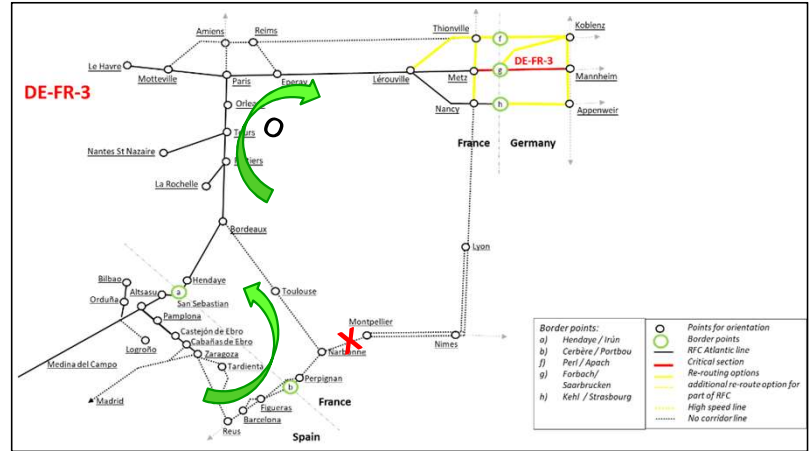 Koblenz
Thionville
f
Amiens
Reims
DE-FR-3
Le Havre
g
Motteville
Paris
Eperay
Lérouville
Metz
Mannheim
DE-FR-3
h
Nancy
Appenweir
O
France
Germany
Nantes St Nazaire
La Rochelle
Bordeaux
Lyon
Hendaye
Toulouse
Bilbao
Altsasu
a
San Sebastian
Orduña
Pamplona
Montpellier
X
Castejón de Ebro
Cabañas de Ebro
Nimes
Logroño
Zaragoza
Narbonne
Medina del Campo
Tardienta
Perpignan
b
France
Madrid
Figueras
Barcelona
Reus
Spain
Border points:
a) Hendaye / Irún
b) Cerbère / Portbou
f) Perl / Apach
g) Forbach/
Saarbrucken
h) Kehl / Strasbourg
Points for orientation
Border points
RFC Atlantic line
Critical section
Re-routing options
additional re-route option for
part of RFC
High speed line
No corridor line